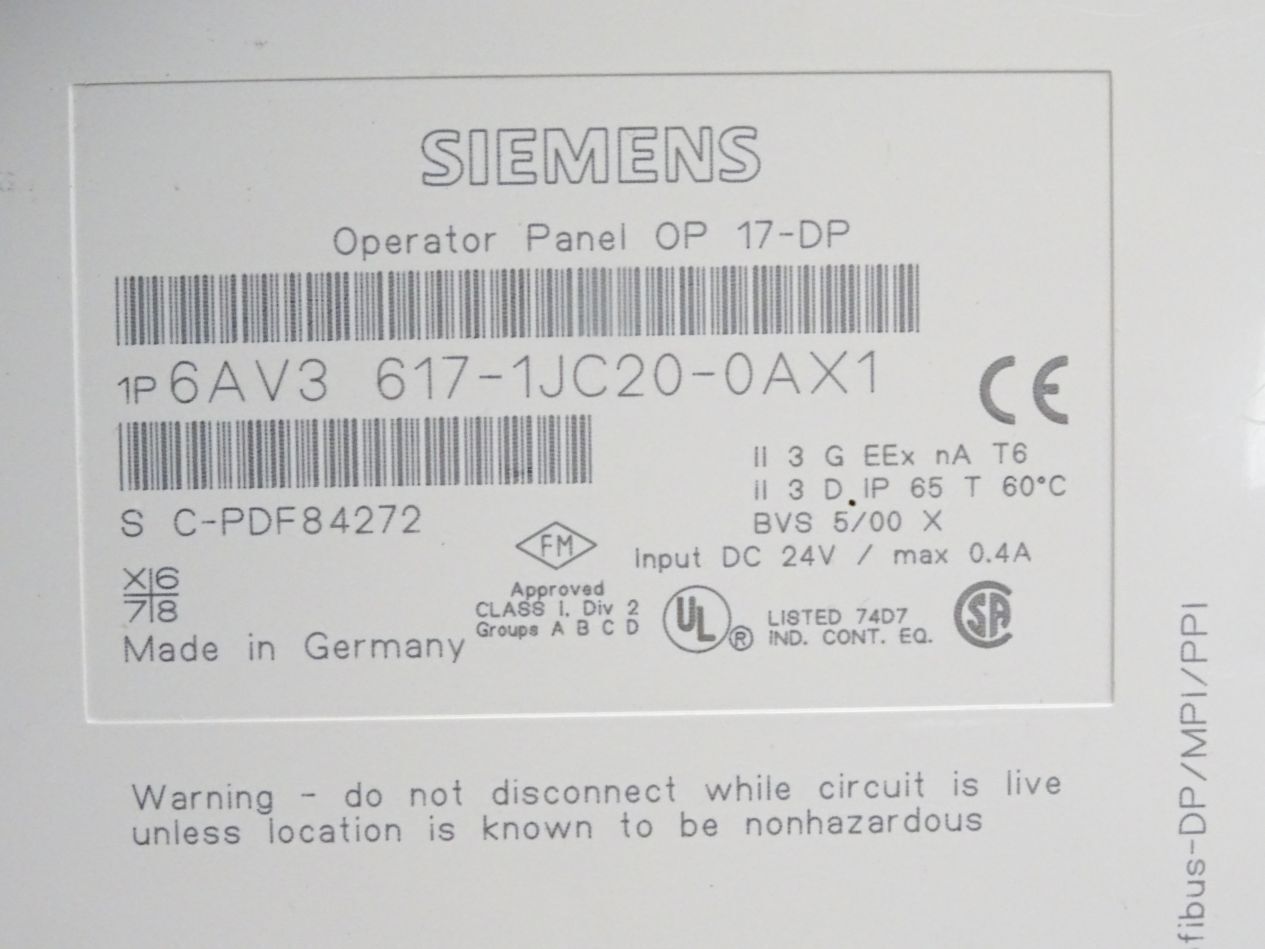 SIEMENS
Operator Panel OP 17-DP
1P 6AV3 617-1JC20-0AX1
CE
II 3 G EEx nA T6
II 3 D IP 65 T 60°C
BVS 5/00 X
S C-PDF84272
Input DC 24V / max 0.4A
FM
Approved
CLASS I, Div 2
Groups A B C D
X 6
7 8
UL ®
LISTED 74D7
IND. CONT. EQ.
SA
Made in Germany
Warning - do not disconnect while circuit is live
unless location is known to be nonhazardous
fibus-DP/MPI/PPI